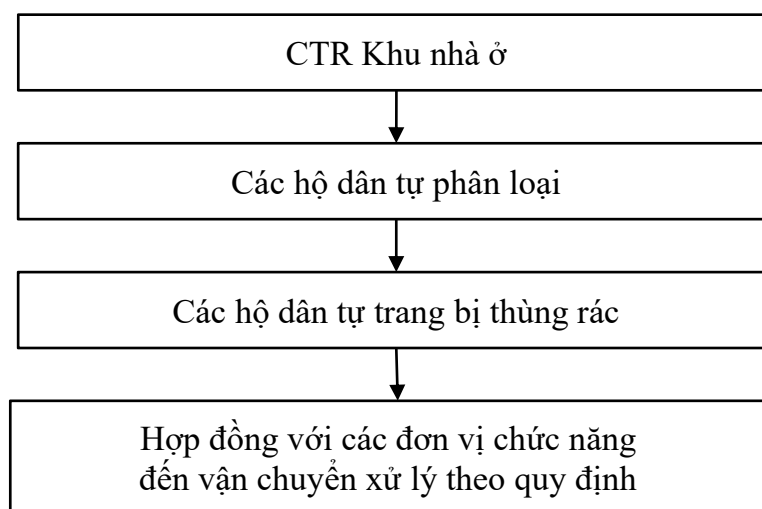 CTR Khu nhà ở
Các hộ dân tự phân loại
Các hộ dân tự trang bị thùng rác
Hợp đồng với các đơn vị chức năng
đến vận chuyển xử lý theo quy định